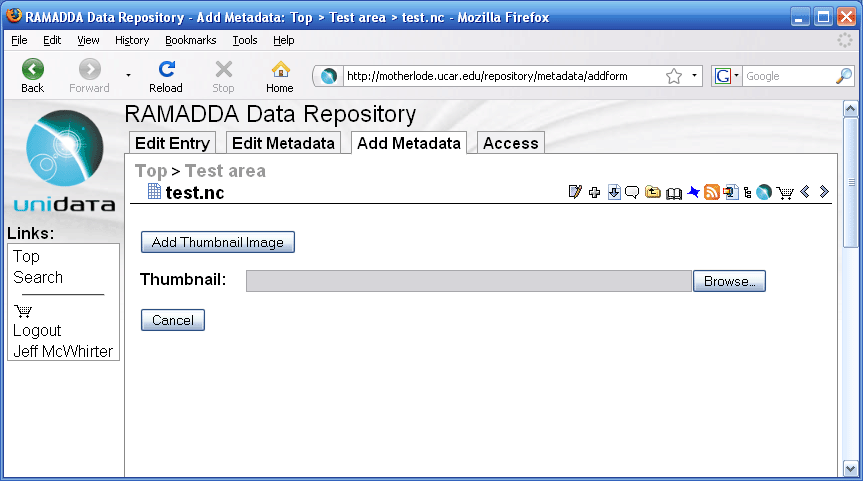 RAMADDA Data Repository - Add Metadata: Top > Test area > test.nc - Mozilla Firefox
File Edit View History Bookmarks Tools Help
Back Forward Reload Stop Home http://motherlode.ucar.edu/repository/metadata/addform G Google
RAMADDA Data Repository
Edit Entry Edit Metadata Add Metadata Access
Top > Test area
test.nc
unidata
Links:
Top
Search
Logout
Jeff McWhirter
Add Thumbnail Image
Thumbnail: Browse...
Cancel